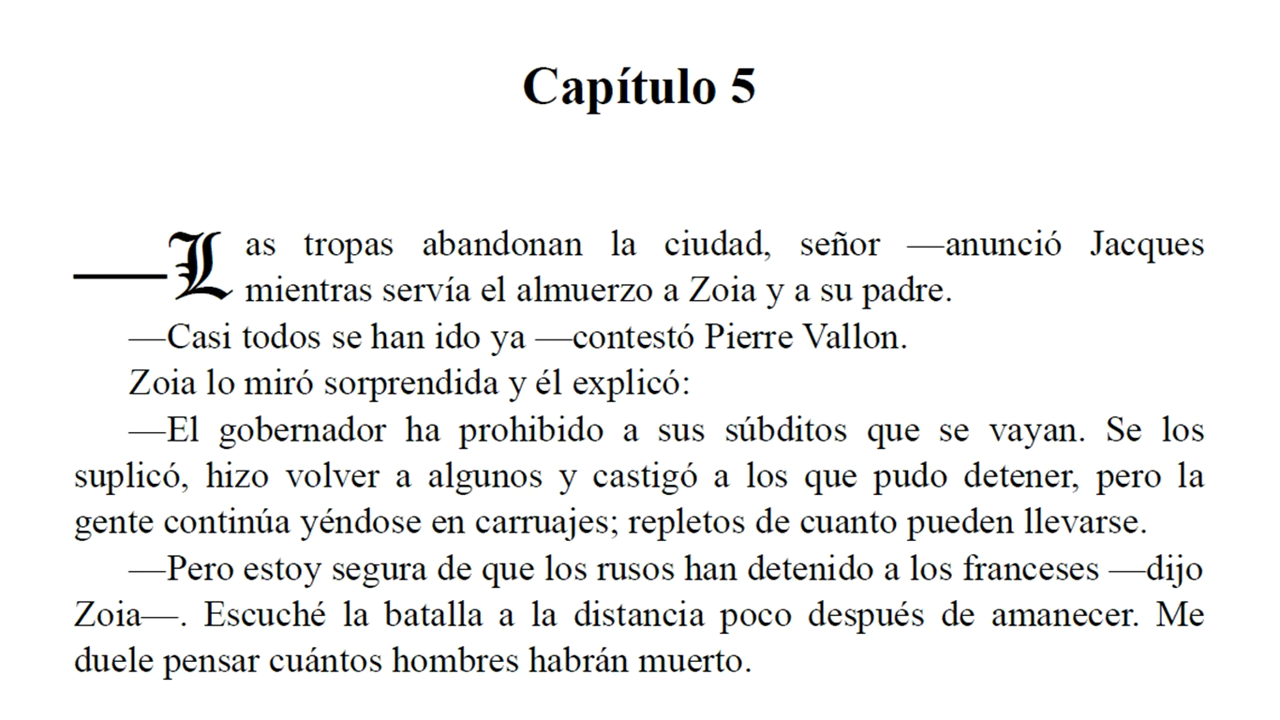 Capítulo 5
—Las tropas abandonan la ciudad, señor —anunció Jacques
mientras servía el almuerzo a Zoia y a su padre.
—Casi todos se han ido ya —contestó Pierre Vallon.
Zoia lo miró sorprendida y él explicó:
—El gobernador ha prohibido a sus súbditos que se vayan. Se los
suplicó, hizo volver a algunos y castigó a los que pudo detener, pero la
gente continúa yéndose en carruajes; repletos de cuanto pueden llevarse.
—Pero estoy segura de que los rusos han detenido a los franceses —dijo
Zoia—. Escuché la batalla a la distancia poco después de amanecer. Me
duele pensar cuántos hombres habrán muerto.